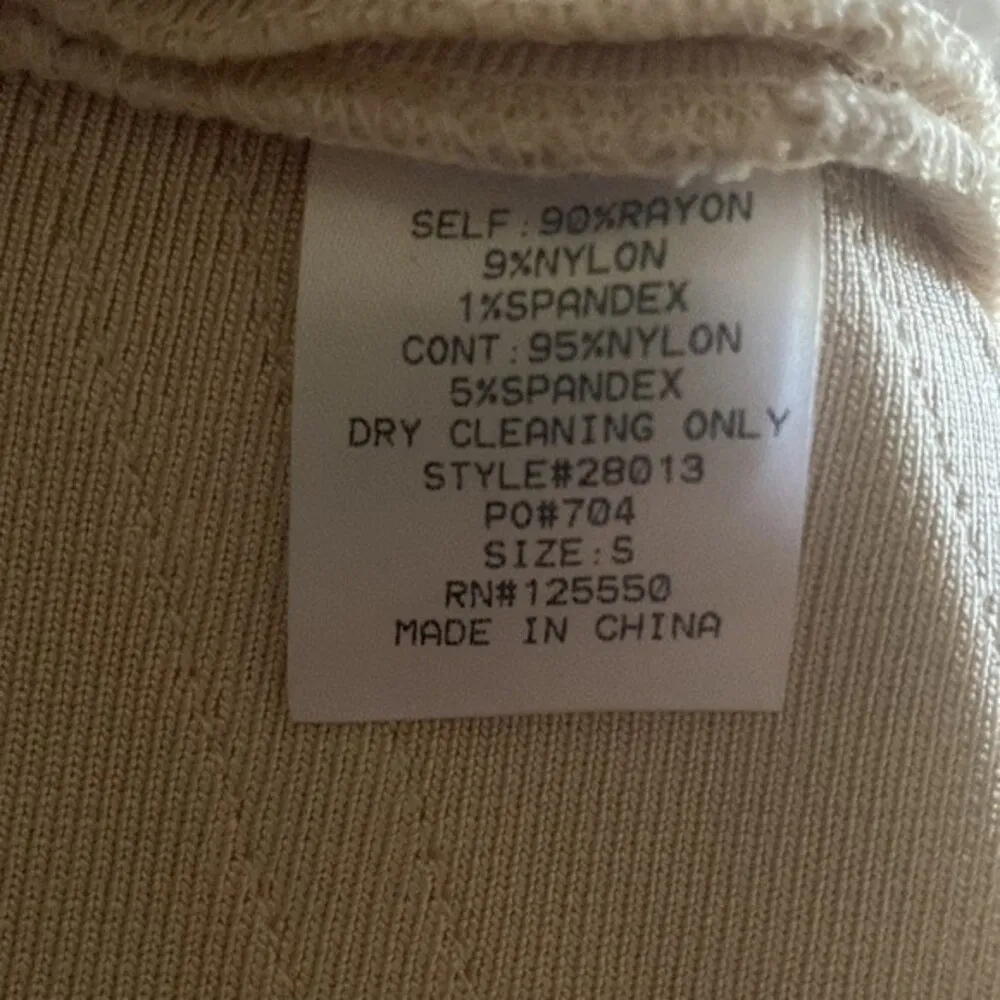 SELF:90%RAYON
9%NYLON
1%SPANDEX
CONT:95%NYLON
5%SPANDEX
DRY CLEANING ONLY
STYLE#28013
PO#704
SIZE:S
RN#125550
MADE IN CHINA